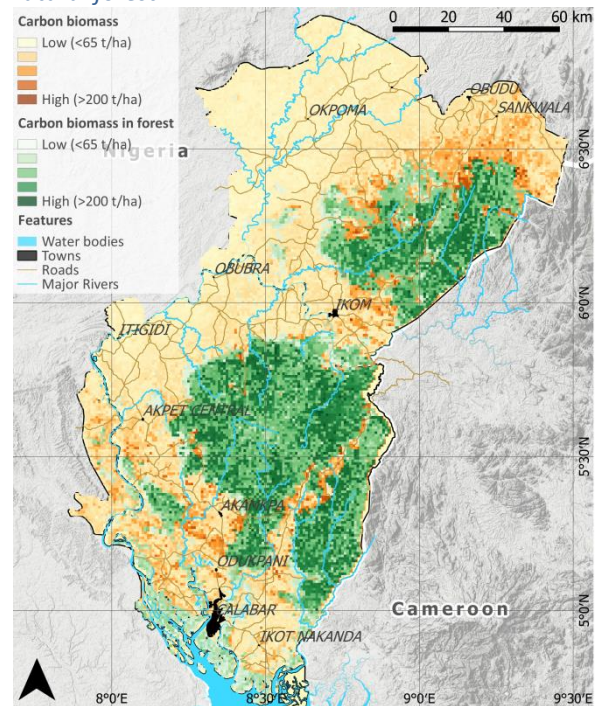 Carbon biomass
Low (<65 t/ha)
High (>200 t/ha)
Carbon biomass in forest
Low (<65 t/ha)
High (>200 t/ha)
Features
Water bodies
Towns
Roads
Major Rivers
0 20 40 60 km
Nigeria
OBUDU
SANKWALA
OKPOMA
6°30'N
OBUBRA
IKOM
6°0'N
ITIGIDI
AKPET CENTRAL
5°30'N
AKAMKPA
ODUKPANI
CALABAR
Cameroon
5°0'N
IKOT NAKANDA
8°0'E 8°30'E 9°0'E 9°30'E